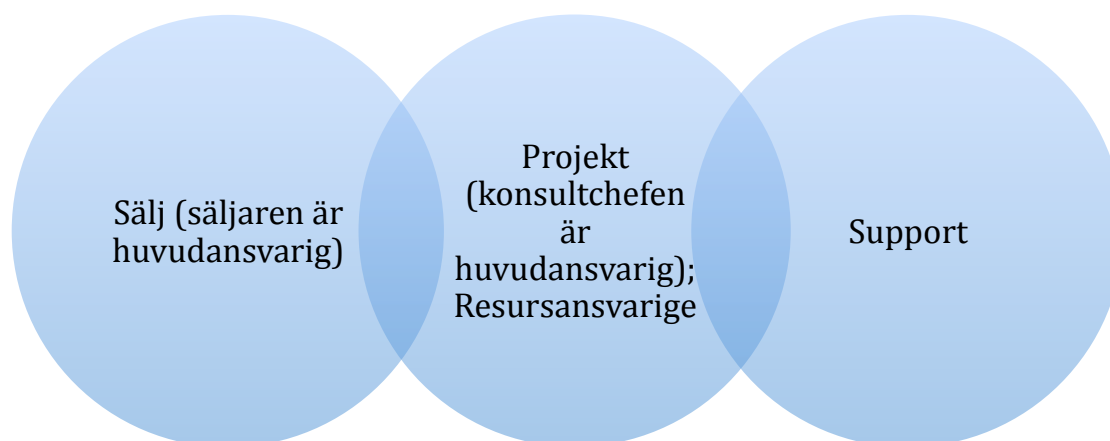 Sälj (säljaren är
huvudansvarig)
Projekt
(konsultchefen
är
huvudansvarig);
Resursansvarige
Support